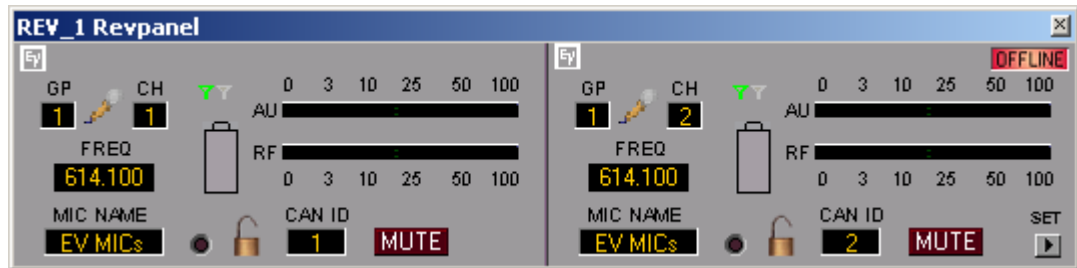 REV_1 Revpanel
EV
GP CH
1 1
0 3 10 25 50 100
AU
RF
0 3 10 25 50 100
FREQ
614.100
MIC NAME
EV MICs
CAN ID
1
MUTE
EV
OFFLINE
GP CH
1 2
0 3 10 25 50 100
AU
RF
0 3 10 25 50 100
FREQ
614.100
MIC NAME
EV MICs
CAN ID
2
MUTE
SET